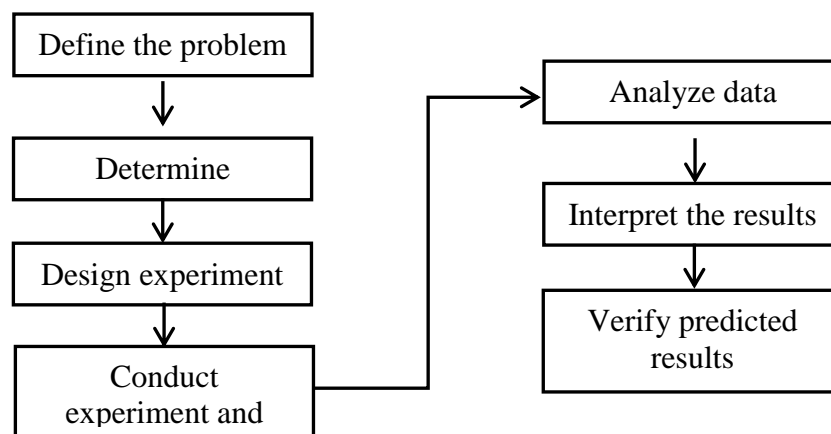 Define the problem
Determine
Design experiment
Conduct
experiment and
Analyze data
Interpret the results
Verify predicted
results